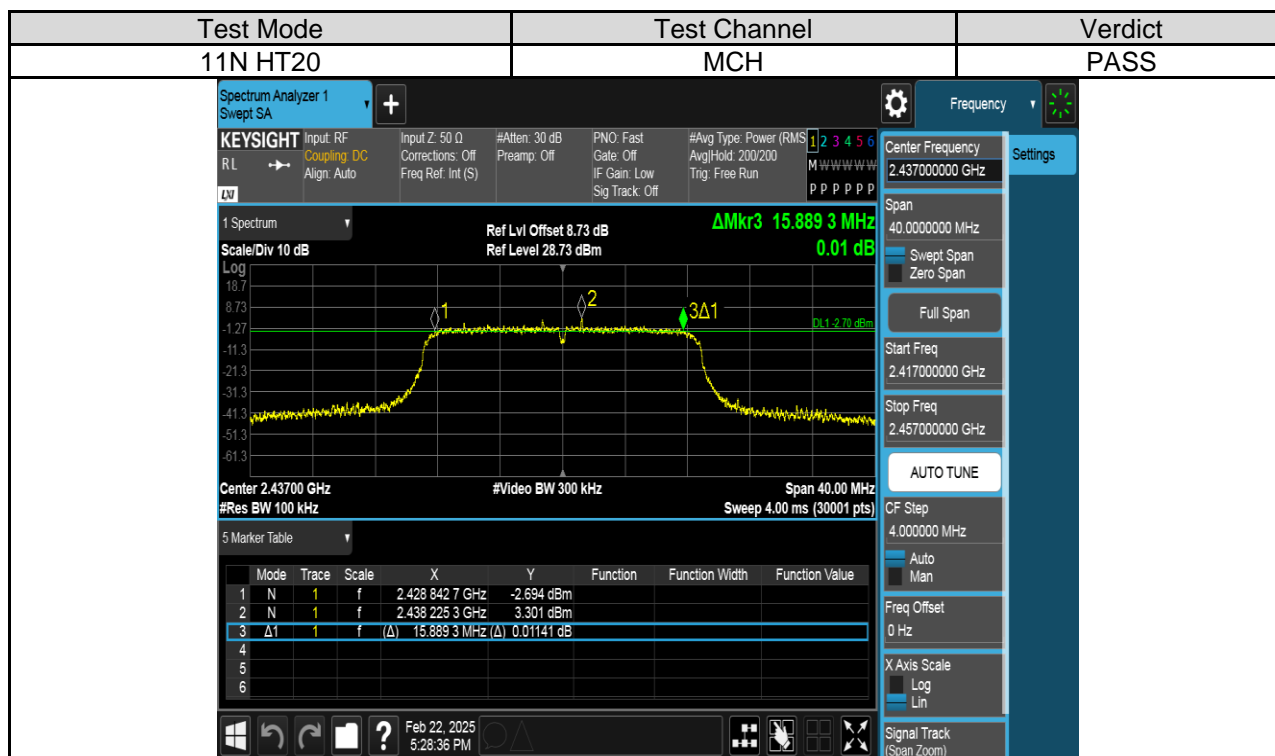 Test Mode Test Channel Verdict
11N HT20 MCH PASS
Spectrum Analyzer 1
Swept SA
+
Frequency
KEYSIGHT
RL
LXI
Input: RF
Coupling: DC
Align: Auto
Input Z: 50 Ω
Corrections: Off
Freq Ref: Int (S)
#Atten: 30 dB
Preamp: Off
PNO: Fast
Gate: Off
IF Gain: Low
Sig Track: Off
#Avg Type: Power (RMS
Avg|Hold: 200/200
Trig: Free Run
1 2 3 4 5 6
M W W W W W
P P P P P P
1 Spectrum
Scale/Div 10 dB
Log
Ref Lvl Offset 8.73 dB
Ref Level 28.73 dBm
ΔMkr3 15.889 3 MHz
0.01 dB
18.7
8.73
-1.27
-11.3
-21.3
-31.3
-41.3
-51.3
-61.3
1
2
3Δ1
DL1 -2.70 dBm
Center 2.43700 GHz #Video BW 300 kHz Span 40.00 MHz
#Res BW 100 kHz Sweep 4.00 ms (30001 pts)
5 Marker Table
Mode Trace Scale X Y Function Function Width Function Value
1 N 1 f 2.428 842 7 GHz -2.694 dBm
2 N 1 f 2.438 225 3 GHz 3.301 dBm
3 Δ1 1 f (Δ) 15.889 3 MHz (Δ) 0.01141 dB
4
5
6
?
Feb 22, 2025
5:28:36 PM
Center Frequency
2.437000000 GHz
Span
40.0000000 MHz
Swept Span
Zero Span
Full Span
Start Freq
2.417000000 GHz
Stop Freq
2.457000000 GHz
AUTO TUNE
CF Step
4.000000 MHz
Auto
Man
Freq Offset
0 Hz
X Axis Scale
Log
Lin
Signal Track
(Span Zoom)
Settings